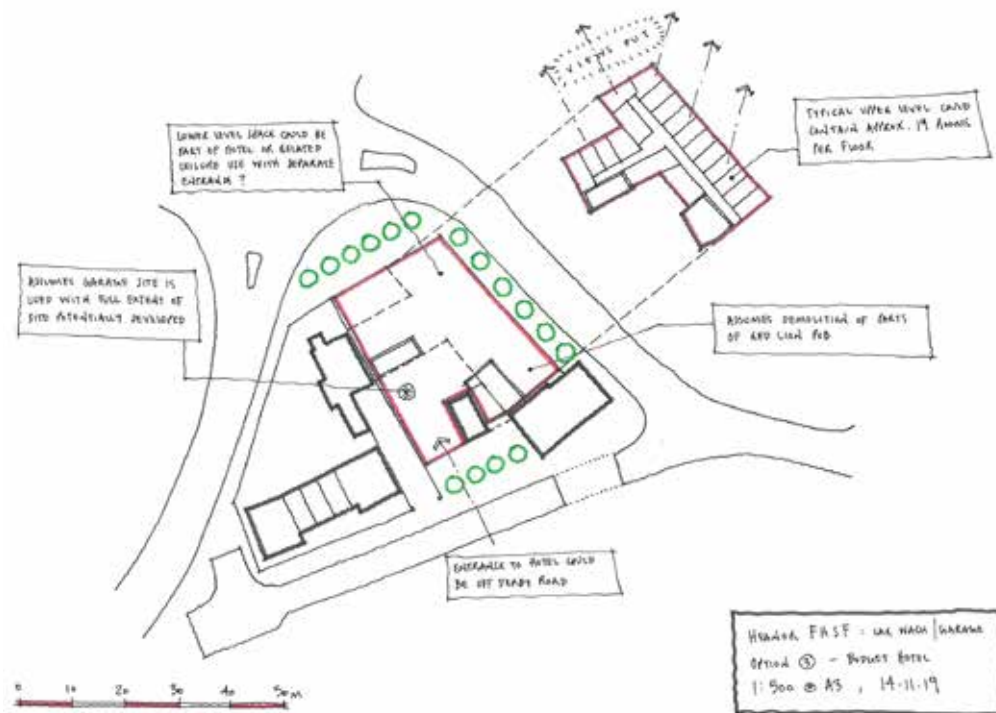 VIEWS OUT
TYPICAL UPPER LEVEL COULD
CONTAIN APPROX. 19 ROOMS
PER FLOOR
LOWER LEVEL SPACE COULD BE
PART OF HOTEL OR RELATED
LEISURE USE WITH SEPARATE
ENTRANCE ?
ASSUMES GARAGE SITE IS
USED WITH FULL EXTENT OF
SITE POTENTIALLY DEVELOPED
ASSUMES DEMOLITION OF PARTS
OF RED LION PUB
ENTRANCE TO HOTEL COULD
BE OFF DERBY ROAD
HEANOR FHSF : CAR WASH | GARAGE
OPTION ③ - BUDGET HOTEL
1:500 @ A3 , 14-11-19
0 10 20 30 40 50m